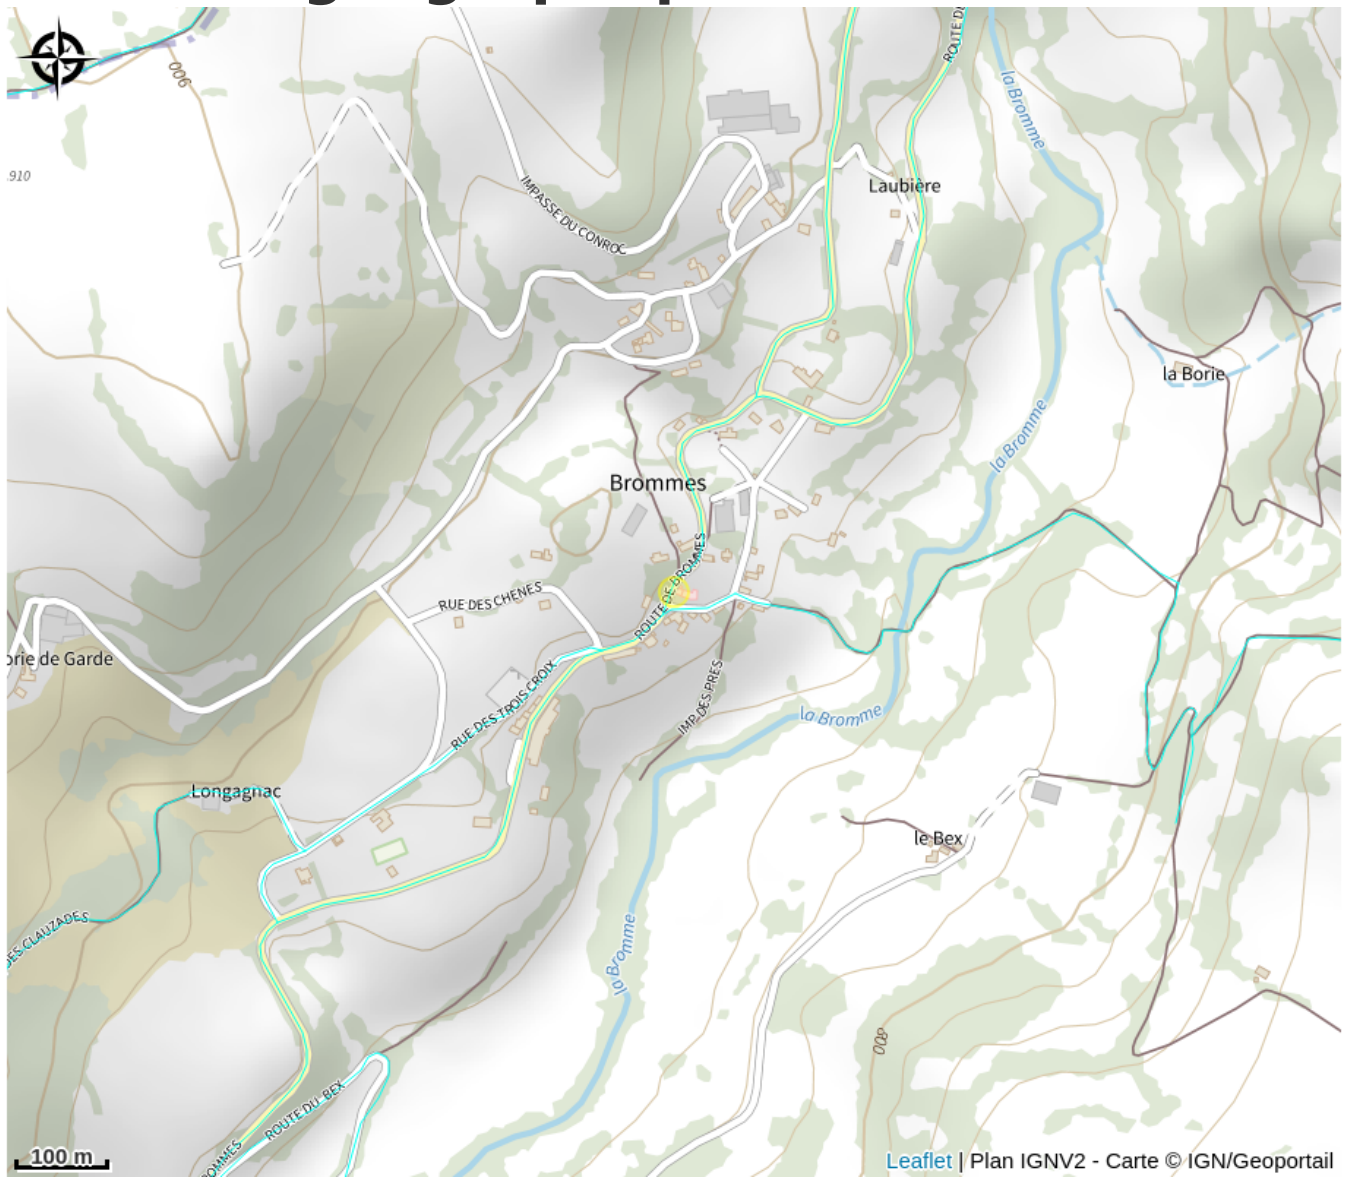 la Bromme
ROUTE DE
900
.910
Laubière
IMPASSE DU CONROC
la Borie
la Bromme
Brommes
ROUTE DE BROMMES
RUE DES CHENES
orie de Garde
RUE DES TROIS CROIX
IMP DES PRES
la Bromme
Longagnac
le Bex
DES CLAUZADES
la Bromme
800
ROUTE DU BEX
ROMMES
100 m
Leaflet | Plan IGNV2 - Carte © IGN/Geoportail